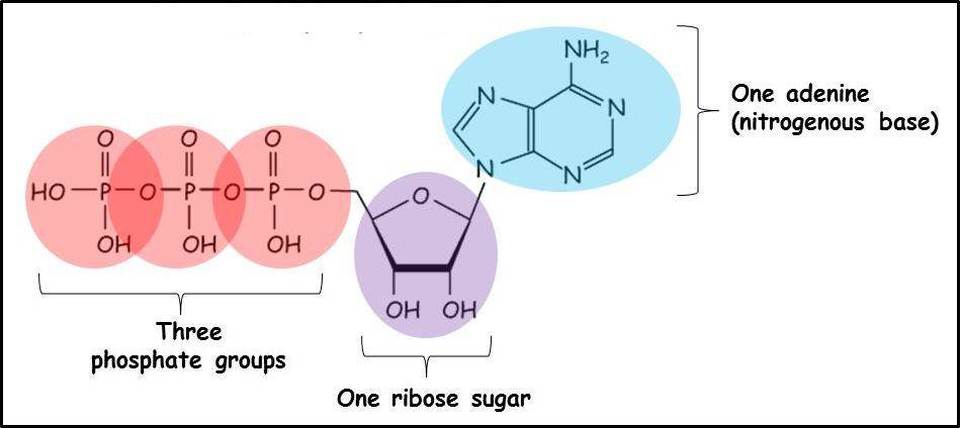 NH₂
N
N
N
N
One adenine
(nitrogenous base)
O
O
O
HO P O P O P O
OH
OH
OH
O
OH
OH
Three
phosphate groups
One ribose sugar